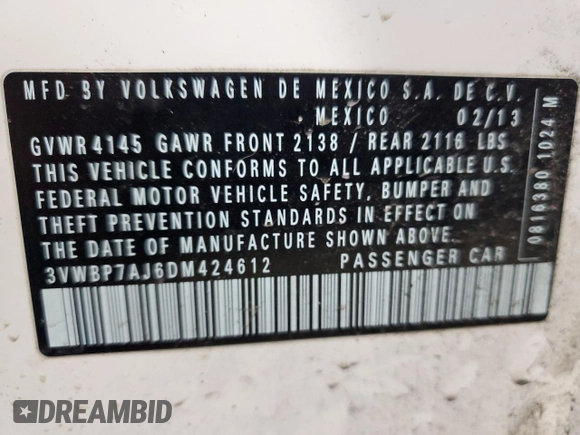 MFD BY VOLKSWAGEN DE MEXICO S.A. DE C.V.
MEXICO 02/13
GVWR 4145 GAWR FRONT 2138 / REAR 2116 LBS
THIS VEHICLE CONFORMS TO ALL APPLICABLE U.S.
FEDERAL MOTOR VEHICLE SAFETY, BUMPER AND
THEFT PREVENTION STANDARDS IN EFFECT ON
THE DATE OF MANUFACTURE SHOWN ABOVE.
3VWBP7AJ6DM424612 PASSENGER CAR
0816380 1024 M
DREAMBID